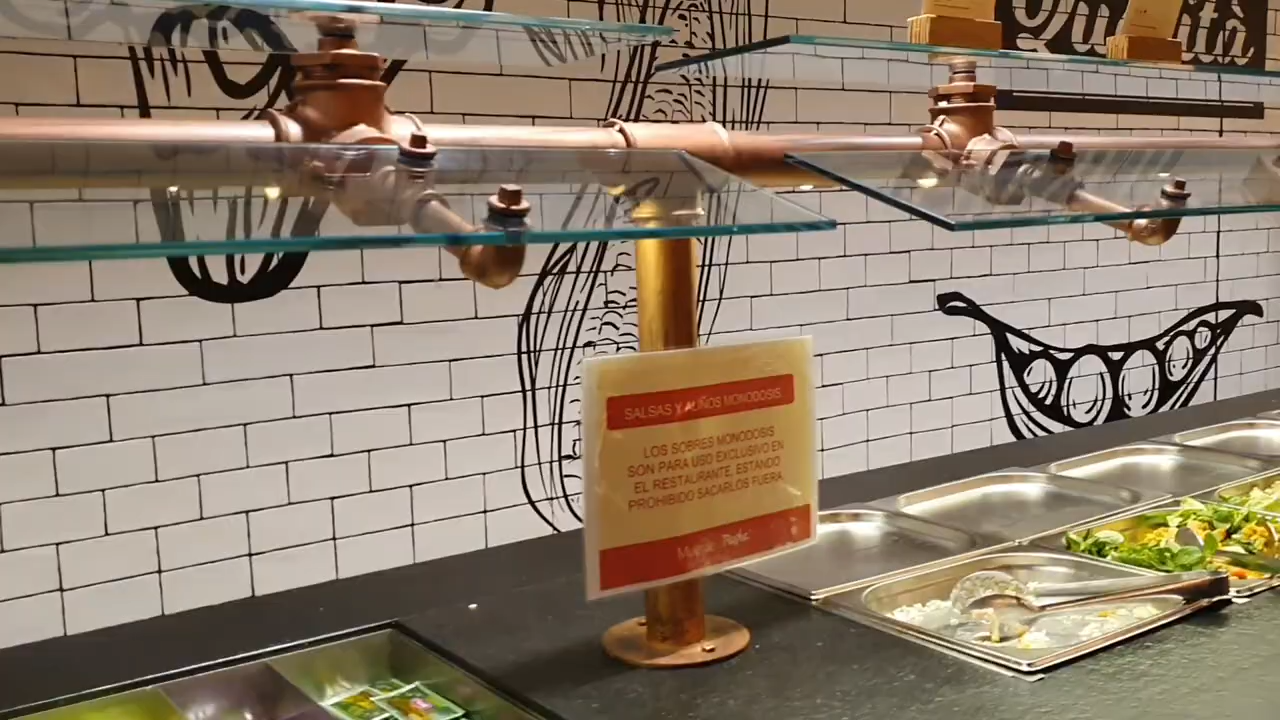 SALSAS Y ALIÑOS MONODOSIS
LOS SOBRES MONODOSIS
SON PARA USO EXCLUSIVO EN
EL RESTAURANTE, ESTANDO
PROHIBIDO SACARLOS FUERA